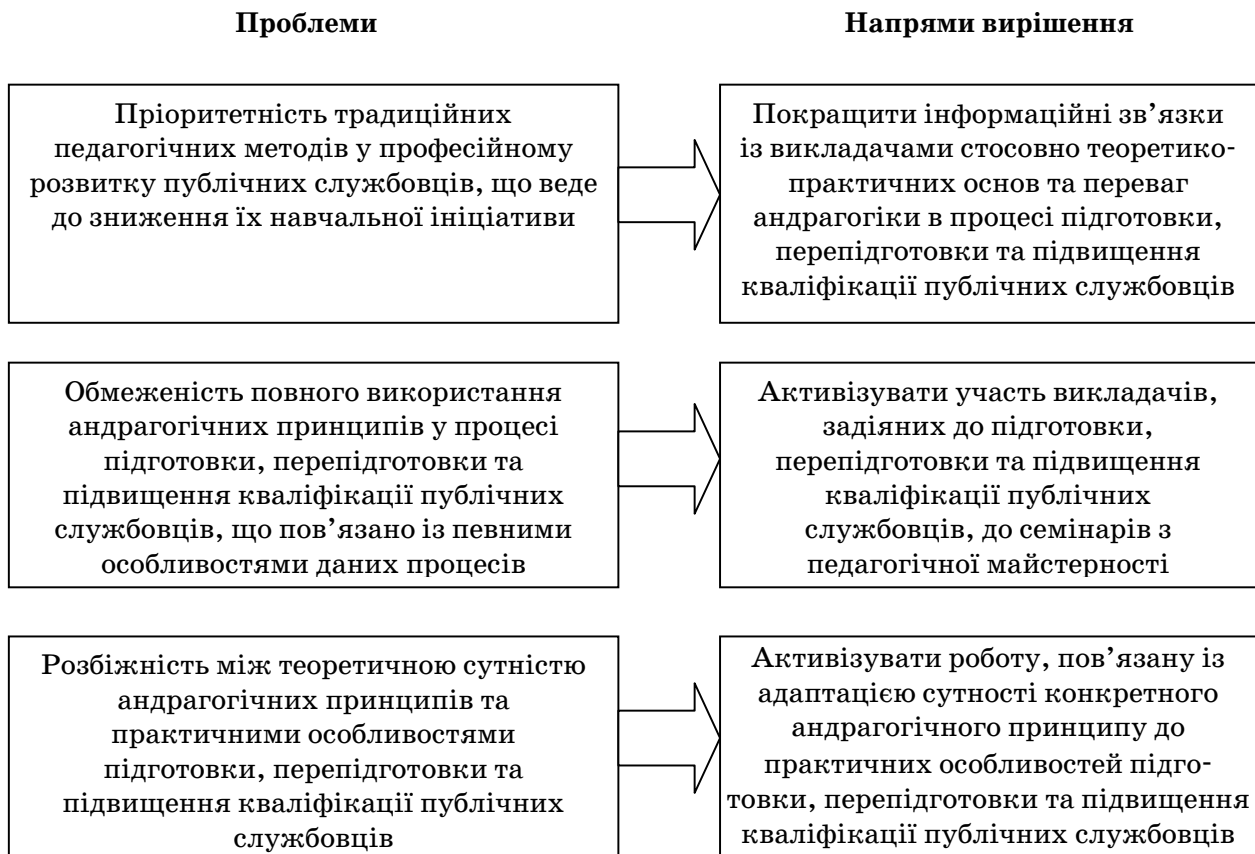 Проблеми
Напрями вирішення
Пріоритетність традиційних
педагогічних методів у професійному
розвитку публічних службовців, що веде
до зниження їх навчальної ініціативи
Покращити інформаційні зв’язки
із викладачами стосовно теоретико-
практичних основ та переваг
андрагогіки в процесі підготовки,
перепідготовки та підвищення
кваліфікації публічних службовців
Обмеженість повного використання
андрагогічних принципів у процесі
підготовки, перепідготовки та
підвищення кваліфікації публічних
службовців, що пов’язано із певними
особливостями даних процесів
Активізувати участь викладачів,
задіяних до підготовки,
перепідготовки та підвищення
кваліфікації публічних
службовців, до семінарів з
педагогічної майстерності
Розбіжність між теоретичною сутністю
андрагогічних принципів та
практичними особливостями
підготовки, перепідготовки та
підвищення кваліфікації публічних
службовців
Активізувати роботу, пов’язану із
адаптацією сутності конкретного
андрагогічного принципу до
практичних особливостей підго-
товки, перепідготовки та підвищення
кваліфікації публічних службовців